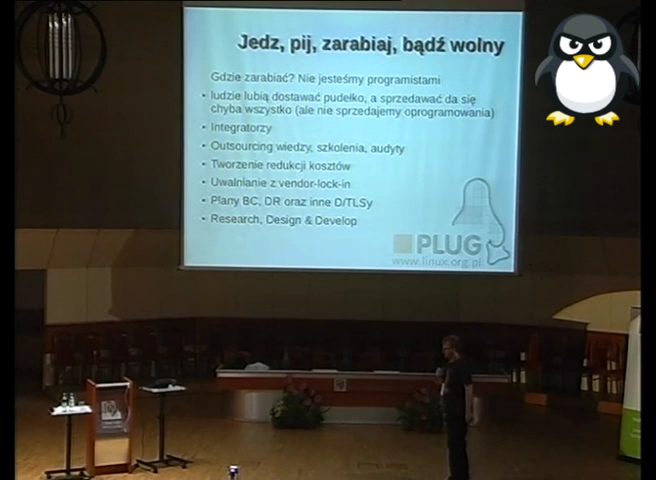 Jedz, pij, zarabiaj, bądź wolny
Gdzie zarabiać? Nie jesteśmy programistami
• ludzie lubią dostawać pudełko, a sprzedawać da się
chyba wszystko (ale nie sprzedajemy oprogramowania)
• Integratorzy
• Outsourcing wiedzy, szkolenia, audyty
• Tworzenie redukcji kosztów
• Uwalnianie z vendor-lock-in
• Plany BC, DR oraz inne D/TLSy
• Research, Design & Develop
PLUG
www.linux.org.pl